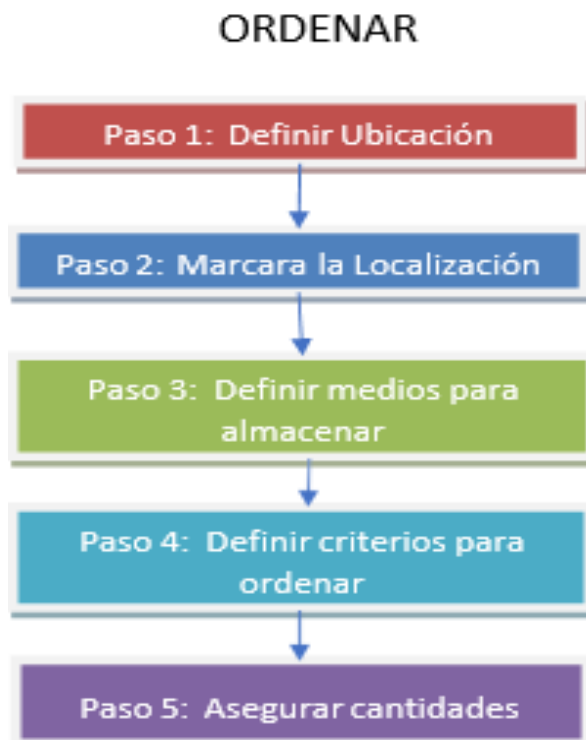 ORDENAR
Paso 1: Definir Ubicación
Paso 2: Marcara la Localización
Paso 3: Definir medios para
almacenar
Paso 4: Definir criterios para
ordenar
Paso 5: Asegurar cantidades